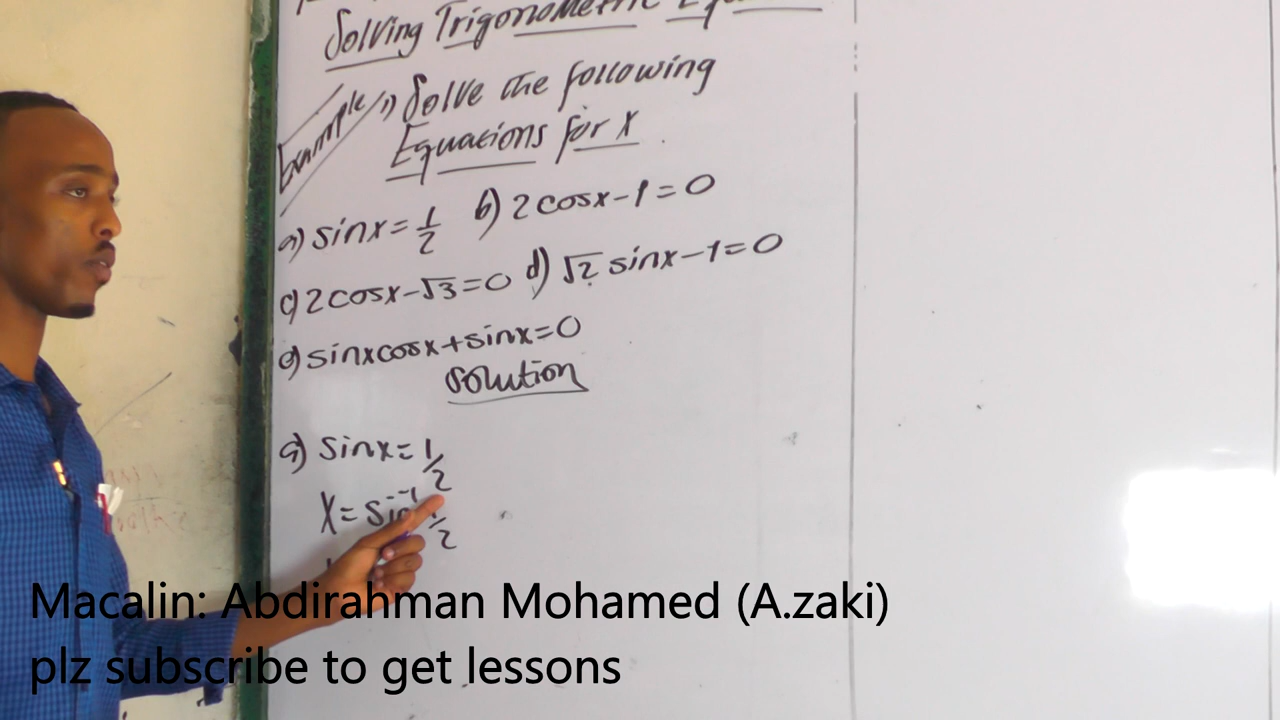 Solving Trigonometric
Example 1) Solve the following
Equations for x.
a) sinx = 1/2 b) 2cosx - 1 = 0
c) 2cosx - √3 = 0 d) √2 sinx - 1 = 0
e) sinxcosx + sinx = 0
Solution
a) sinx = 1/2
x = sin⁻¹ 1/2
Macalin: Abdirahman Mohamed (A.zaki)
plz subscribe to get lessons